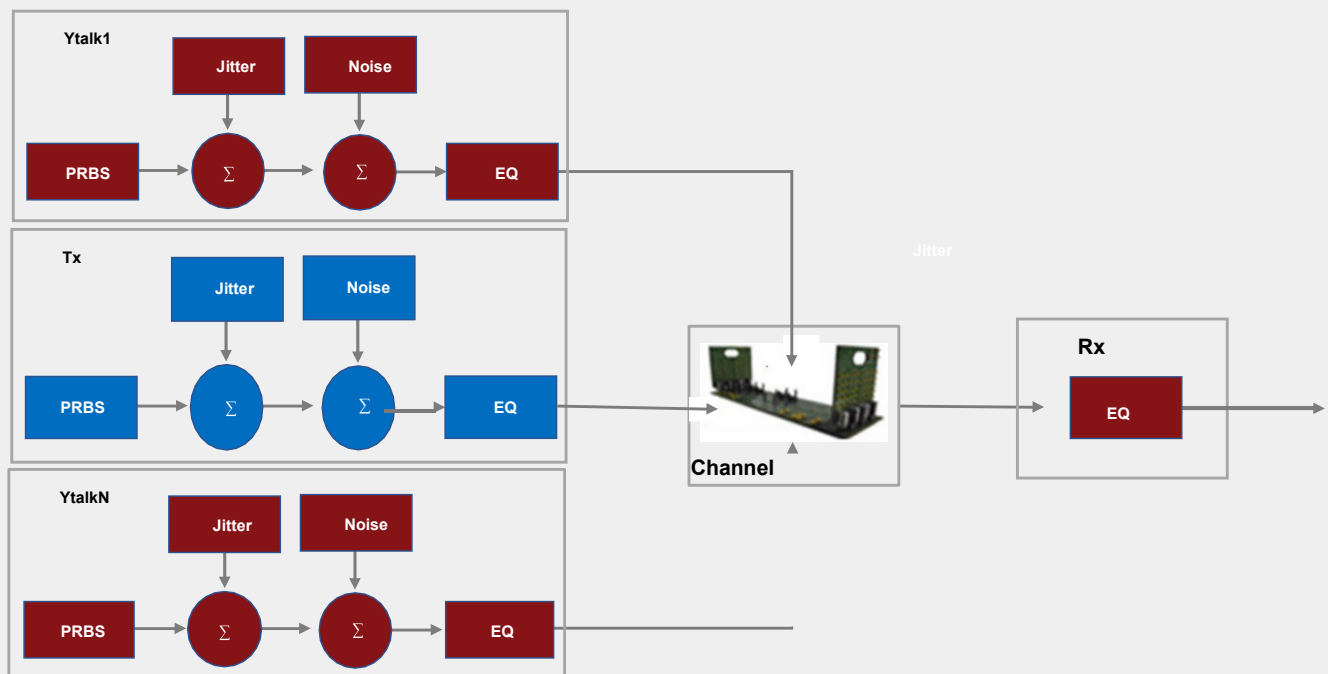 Ytalk1
Jitter
Noise
PRBS
∑
∑
EQ
Tx
Jitter
Noise
PRBS
∑
∑
EQ
Jitter
Channel
Rx
EQ
YtalkN
Jitter
Noise
PRBS
∑
∑
EQ